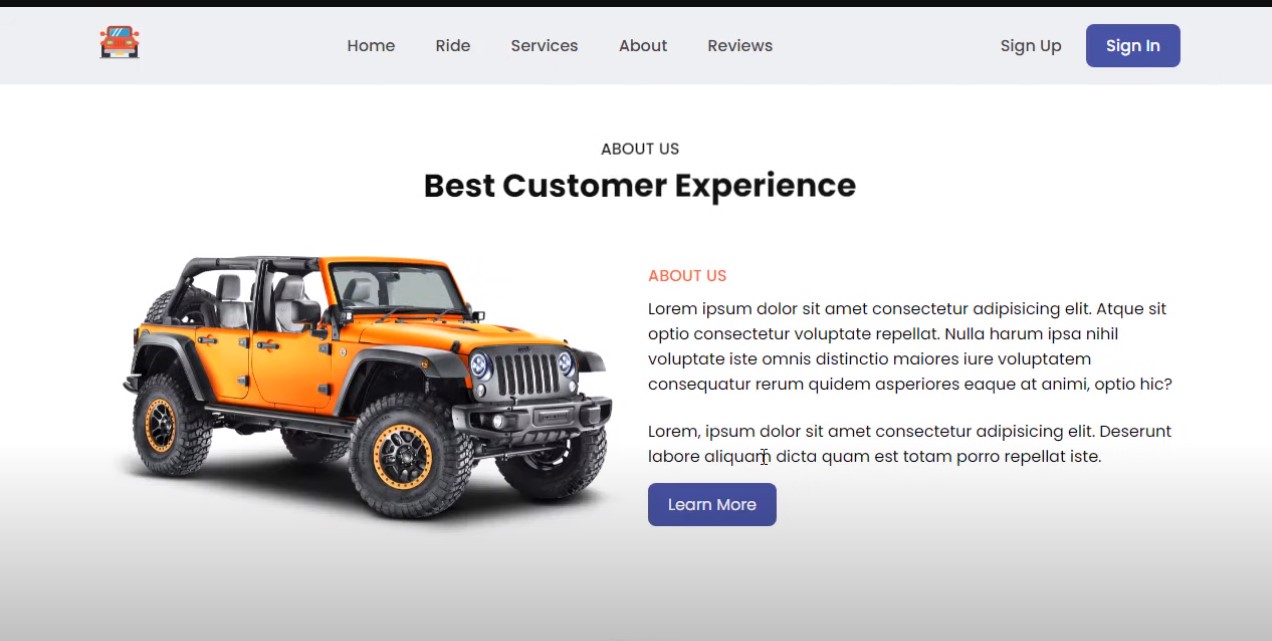 Home Ride Services About Reviews Sign Up Sign In
ABOUT US
Best Customer Experience
ABOUT US
Lorem ipsum dolor sit amet consectetur adipisicing elit. Atque sit
optio consectetur voluptate repellat. Nulla harum ipsa nihil
voluptate iste omnis distinctio maiores iure voluptatem
consequatur rerum quidem asperiores eaque at animi, optio hic?
Lorem, ipsum dolor sit amet consectetur adipisicing elit. Deserunt
labore aliquam dicta quam est totam porro repellat iste.
Learn More